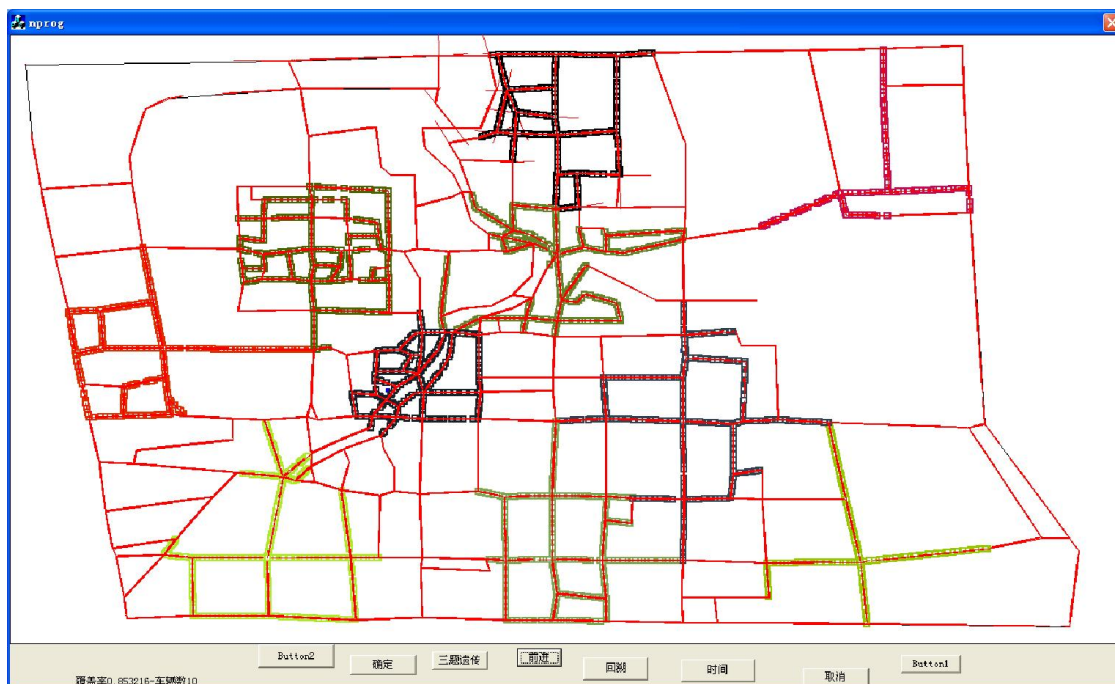 nprog
Button2
确定
三题遗传
前进
回溯
时间
取消
Button1
覆盖率0.853216-车辆数10